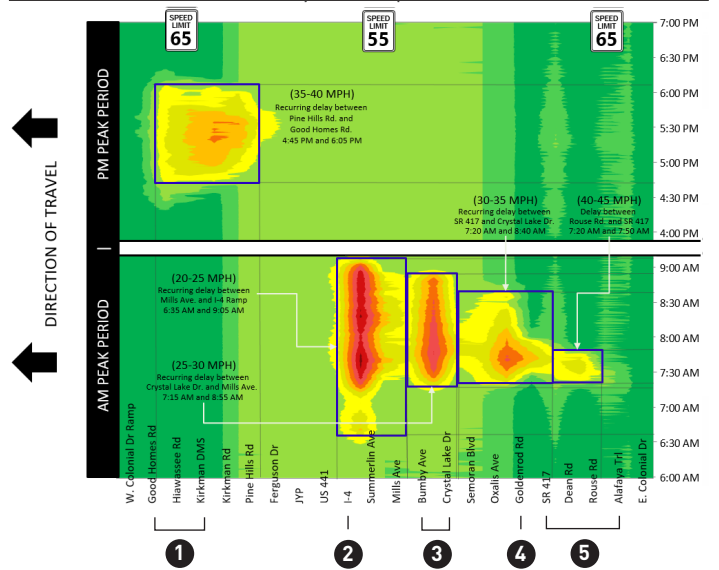 SPEED
LIMIT
65
SPEED
LIMIT
55
SPEED
LIMIT
65
DIRECTION OF TRAVEL
PM PEAK PERIOD
|
AM PEAK PERIOD
7:00 PM
6:30 PM
6:00 PM
5:30 PM
5:00 PM
4:30 PM
4:00 PM
9:00 AM
8:30 AM
8:00 AM
7:30 AM
7:00 AM
6:30 AM
6:00 AM
(35-40 MPH)
Recurring delay between
Pine Hills Rd. and
Good Homes Rd.
4:45 PM and 6:05 PM
(30-35 MPH)
Recurring delay between
SR 417 and Crystal Lake Dr.
7:20 AM and 8:40 AM
(40-45 MPH)
Delay between
Rouse Rd. and SR 417
7:20 AM and 7:50 AM
(20-25 MPH)
Recurring delay between
Mills Ave. and I-4 Ramp
6:35 AM and 9:05 AM
(25-30 MPH)
Recurring delay between
Crystal Lake Dr. and Mills Ave.
7:15 AM and 8:55 AM
W. Colonial Dr Ramp
Good Homes Rd
Hiawassee Rd
Kirkman DMS
Kirkman Rd
Pine Hills Rd
Ferguson Dr
JYP
US 441
I-4
Summerlin Ave
Mills Ave
Bumby Ave
Crystal Lake Dr
Semoran Blvd
Oxalis Ave
Goldenrod Rd
SR 417
Dean Rd
Rouse Rd
Alafaya Trl
E. Colonial Dr
1
2
3
4
5